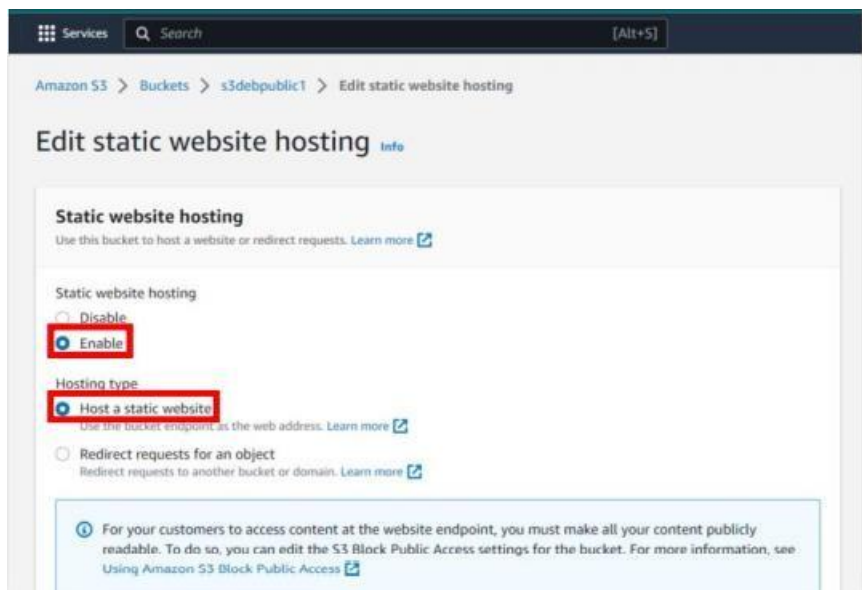 Services Search [Alt+S]
Amazon S3 > Buckets > s3debpublic1 > Edit static website hosting
Edit static website hosting Info
Static website hosting
Use this bucket to host a website or redirect requests. Learn more
Static website hosting
Disable
Enable
Hosting type
Host a static website
Use the bucket endpoint as the web address. Learn more
Redirect requests for an object
Redirect requests to another bucket or domain. Learn more
For your customers to access content at the website endpoint, you must make all your content publicly
readable. To do so, you can edit the S3 Block Public Access settings for the bucket. For more information, see
Using Amazon S3 Block Public Access